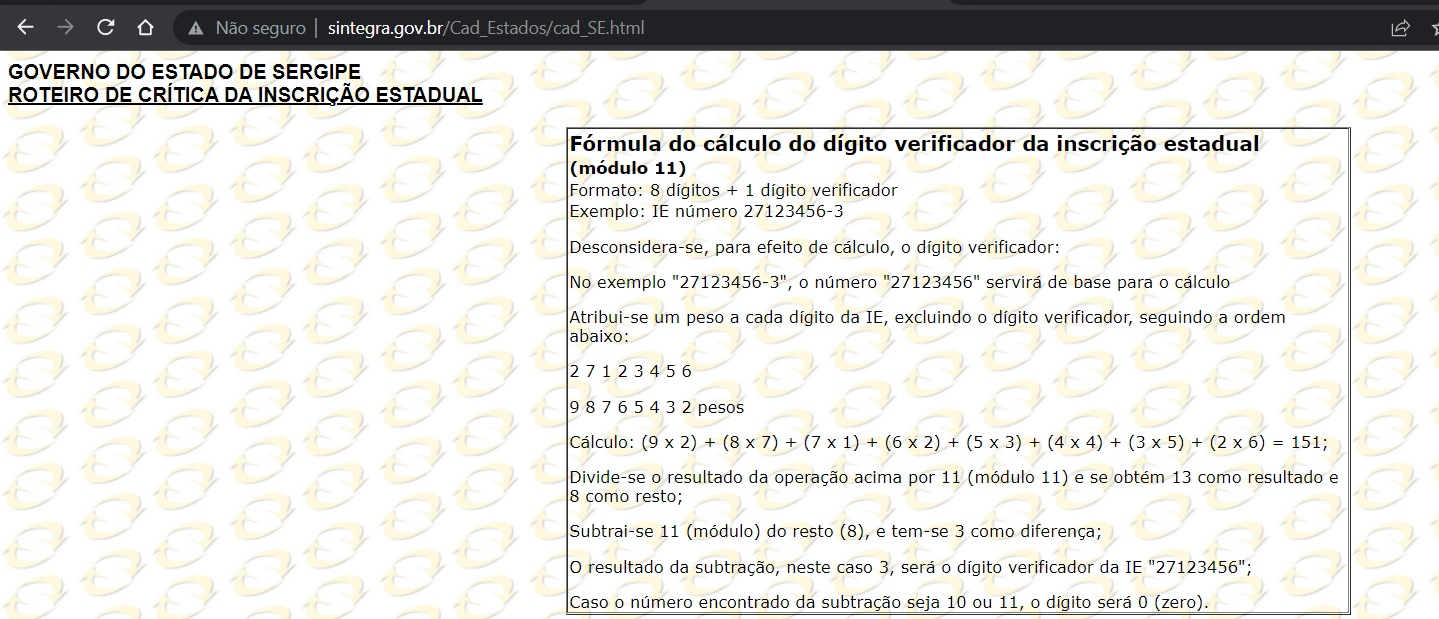 Não seguro | sintegra.gov.br/Cad_Estados/cad_SE.html
GOVERNO DO ESTADO DE SERGIPE
ROTEIRO DE CRÍTICA DA INSCRIÇÃO ESTADUAL
Fórmula do cálculo do dígito verificador da inscrição estadual
(módulo 11)
Formato: 8 dígitos + 1 dígito verificador
Exemplo: IE número 27123456-3
Desconsidera-se, para efeito de cálculo, o dígito verificador:
No exemplo "27123456-3", o número "27123456" servirá de base para o cálculo
Atribui-se um peso a cada dígito da IE, excluindo o dígito verificador, seguindo a ordem
abaixo:
2 7 1 2 3 4 5 6
9 8 7 6 5 4 3 2 pesos
Cálculo: (9 x 2) + (8 x 7) + (7 x 1) + (6 x 2) + (5 x 3) + (4 x 4) + (3 x 5) + (2 x 6) = 151;
Divide-se o resultado da operação acima por 11 (módulo 11) e se obtém 13 como resultado e
8 como resto;
Subtrai-se 11 (módulo) do resto (8), e tem-se 3 como diferença;
O resultado da subtração, neste caso 3, será o dígito verificador da IE "27123456";
Caso o número encontrado da subtração seja 10 ou 11, o dígito será 0 (zero).